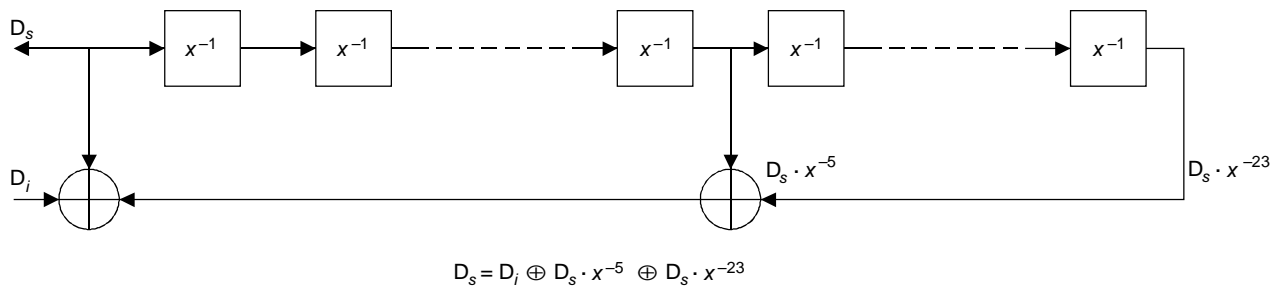 Dₛ
x⁻¹ x⁻¹ x⁻¹ x⁻¹ x⁻¹
Dᵢ
Dₛ · x⁻⁵
Dₛ · x⁻²³
Dₛ = Dᵢ ⊕ Dₛ · x⁻⁵ ⊕ Dₛ · x⁻²³